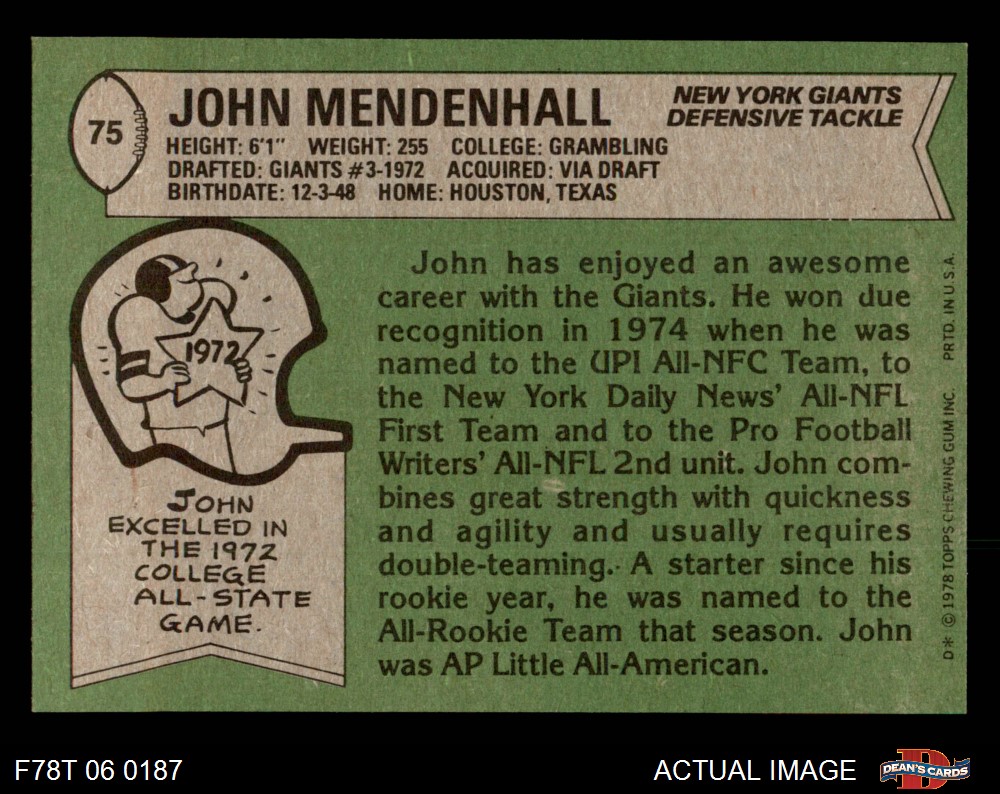 75
JOHN MENDENHALL
NEW YORK GIANTS
DEFENSIVE TACKLE
HEIGHT: 6'1" WEIGHT: 255 COLLEGE: GRAMBLING
DRAFTED: GIANTS #3-1972 ACQUIRED: VIA DRAFT
BIRTHDATE: 12-3-48 HOME: HOUSTON, TEXAS
1972
JOHN
EXCELLED IN
THE 1972
COLLEGE
ALL-STATE
GAME.
John has enjoyed an awesome
career with the Giants. He won due
recognition in 1974 when he was
named to the UPI All-NFC Team, to
the New York Daily News' All-NFL
First Team and to the Pro Football
Writers' All-NFL 2nd unit. John com-
bines great strength with quickness
and agility and usually requires
double-teaming. A starter since his
rookie year, he was named to the
All-Rookie Team that season. John
was AP Little All-American.
D* © 1978 TOPPS CHEWING GUM INC. PRTD. IN U.S.A.
F78T 06 0187
ACTUAL IMAGE
D
DEAN'S CARDS